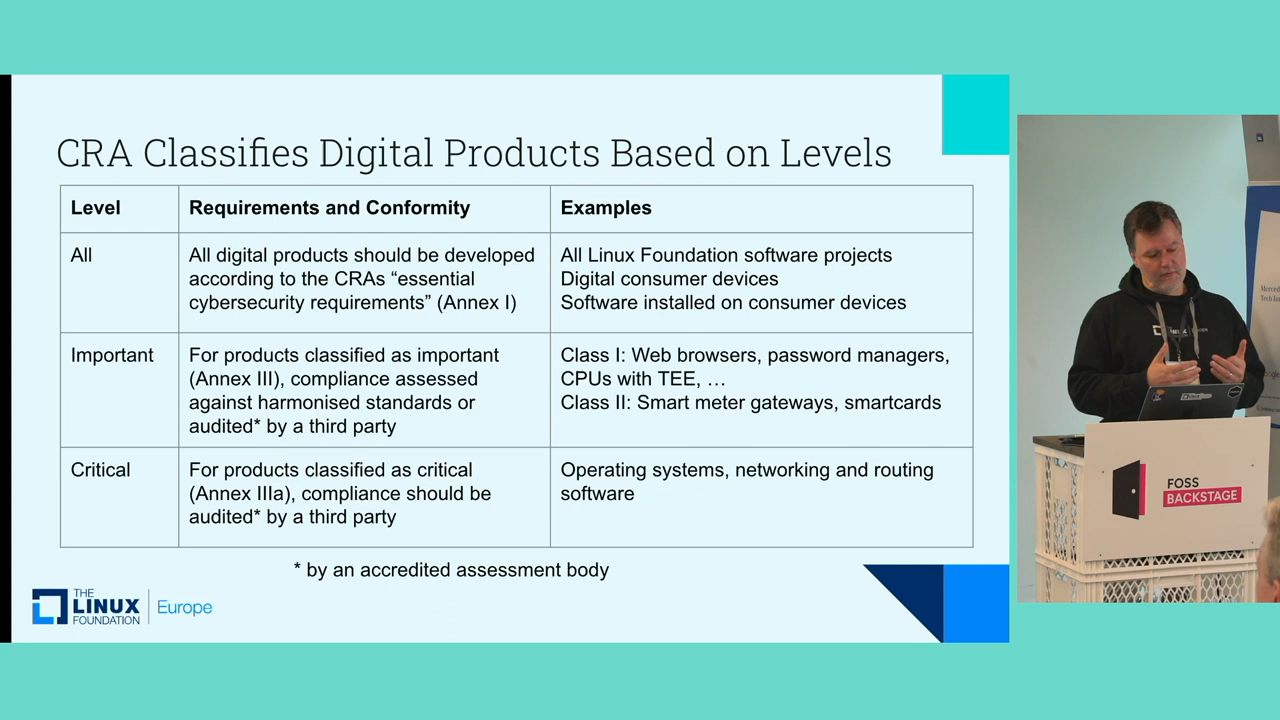 CRA Classifies Digital Products Based on Levels
Level
Requirements and Conformity
Examples
All
All digital products should be developed
according to the CRAs “essential
cybersecurity requirements” (Annex I)
All Linux Foundation software projects
Digital consumer devices
Software installed on consumer devices
Important
For products classified as important
(Annex III), compliance assessed
against harmonised standards or
audited* by a third party
Class I: Web browsers, password managers,
CPUs with TEE, …
Class II: Smart meter gateways, smartcards
Critical
For products classified as critical
(Annex IIIa), compliance should be
audited* by a third party
Operating systems, networking and routing
software
* by an accredited assessment body
THE
LINUX
FOUNDATION
Europe
FOSS
BACKSTAGE